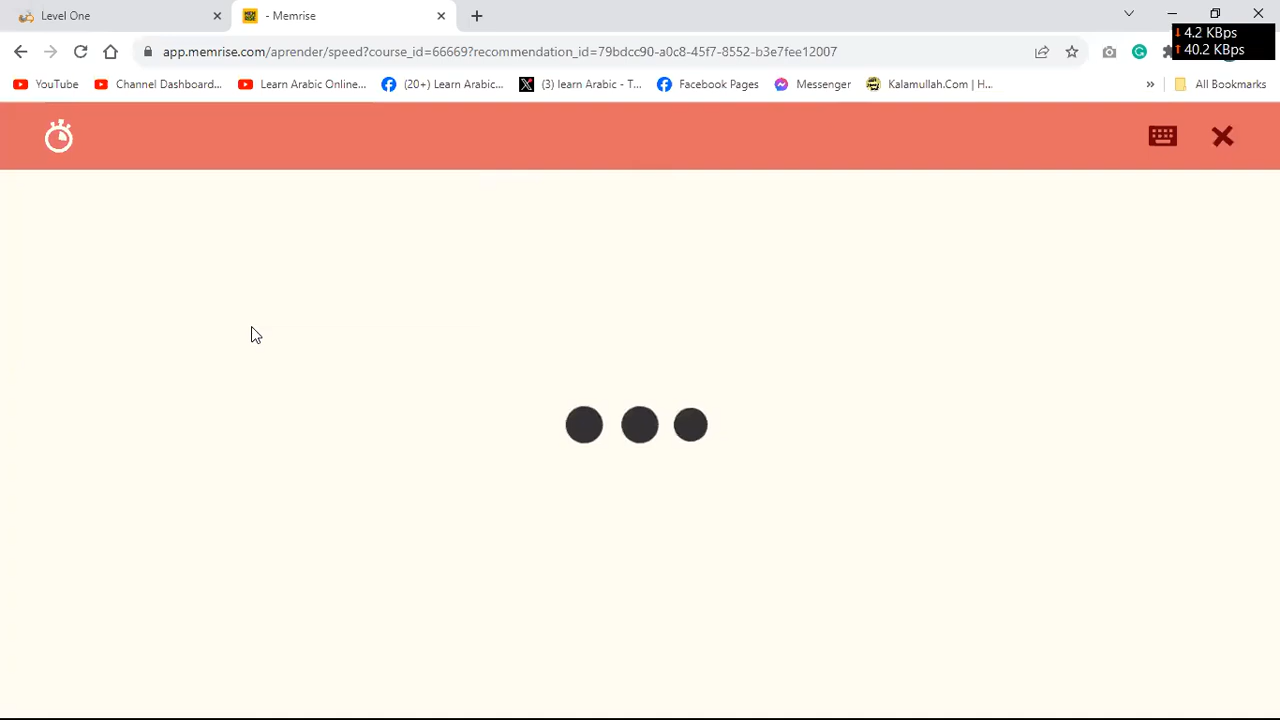 Level One
- Memrise
4.2 KBps
40.2 KBps
app.memrise.com/aprender/speed?course_id=66669?recommendation_id=79bdcc90-a0c8-45f7-8552-b3e7fee12007
YouTube
Channel Dashboard...
Learn Arabic Online...
(20+) Learn Arabic...
(3) learn Arabic - T...
Facebook Pages
Messenger
Kalamullah.Com | H...
»
All Bookmarks